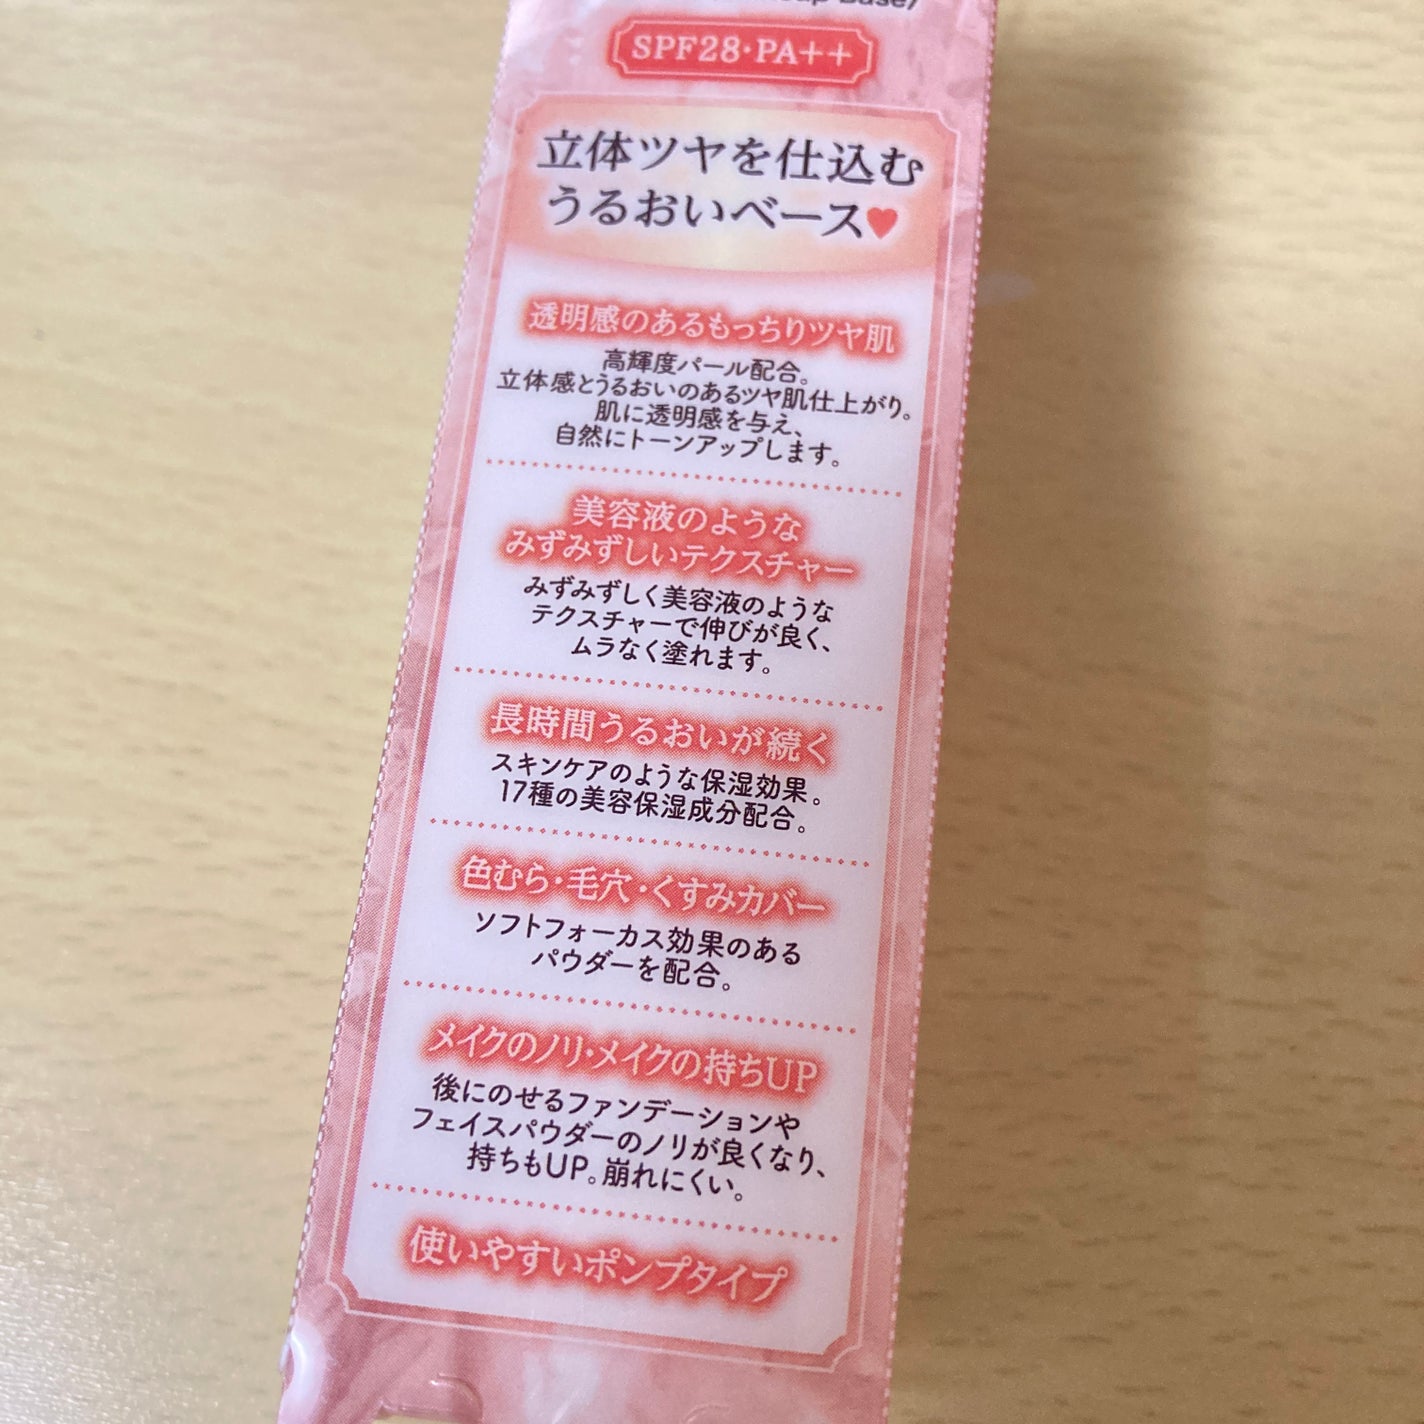 SPF28·PA++
立体ツヤを仕込む
うるおいベース♥
透明感のあるもっちりツヤ肌
高輝度パール配合。
立体感とうるおいのあるツヤ肌仕上がり。
肌に透明感を与え、
自然にトーンアップします。
美容液のような
みずみずしいテクスチャー
みずみずしく美容液のような
テクスチャーで伸びが良く、
ムラなく塗れます。
長時間うるおいが続く
スキンケアのような保湿効果。
17種の美容保湿成分配合。
色むら・毛穴・くすみカバー
ソフトフォーカス効果のある
パウダーを配合。
メイクのノリ・メイクの持ちUP
後にのせるファンデーションや
フェイスパウダーのノリが良くなり、
持ちもUP。崩れにくい。
使いやすいポンプタイプ